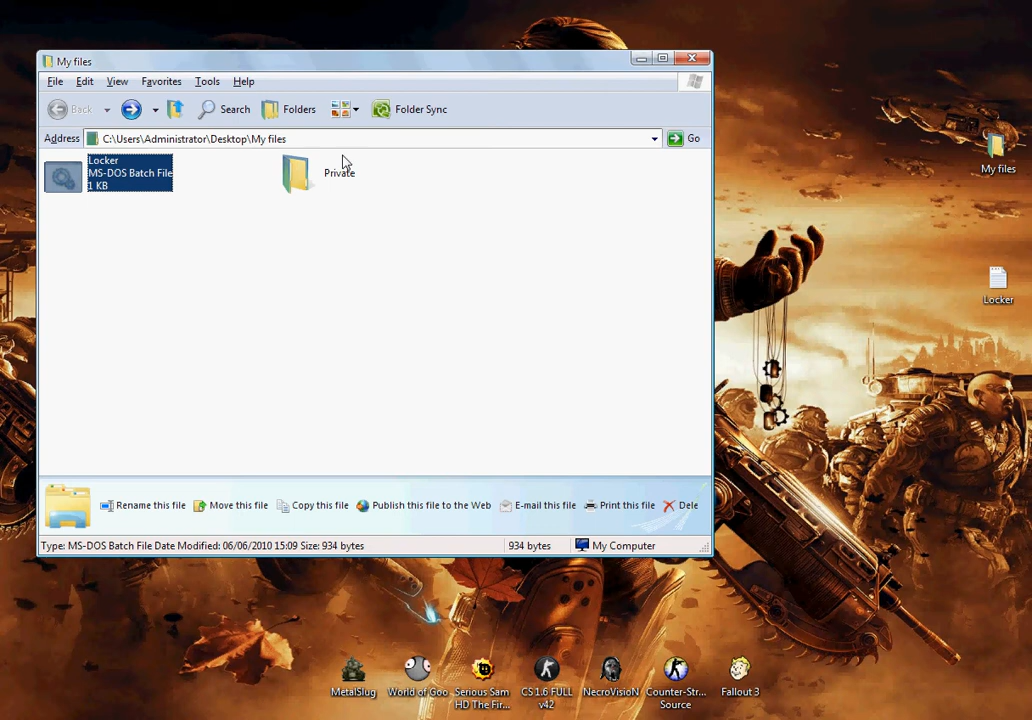 My files
File Edit View Favorites Tools Help
Back Search Folders Folder Sync
Address C:\Users\Administrator\Desktop\My files Go
Locker
MS-DOS Batch File
1 KB
Private
My files
Locker
Rename this file Move this file Copy this file Publish this file to the Web E-mail this file Print this file Dele
Type: MS-DOS Batch File Date Modified: 06/06/2010 15:09 Size: 934 bytes 934 bytes My Computer
MetalSlug World of Goo Serious Sam CS 1.6 FULL NecroVisioN Counter-Str... Fallout 3
HD The Fir... v42 Source